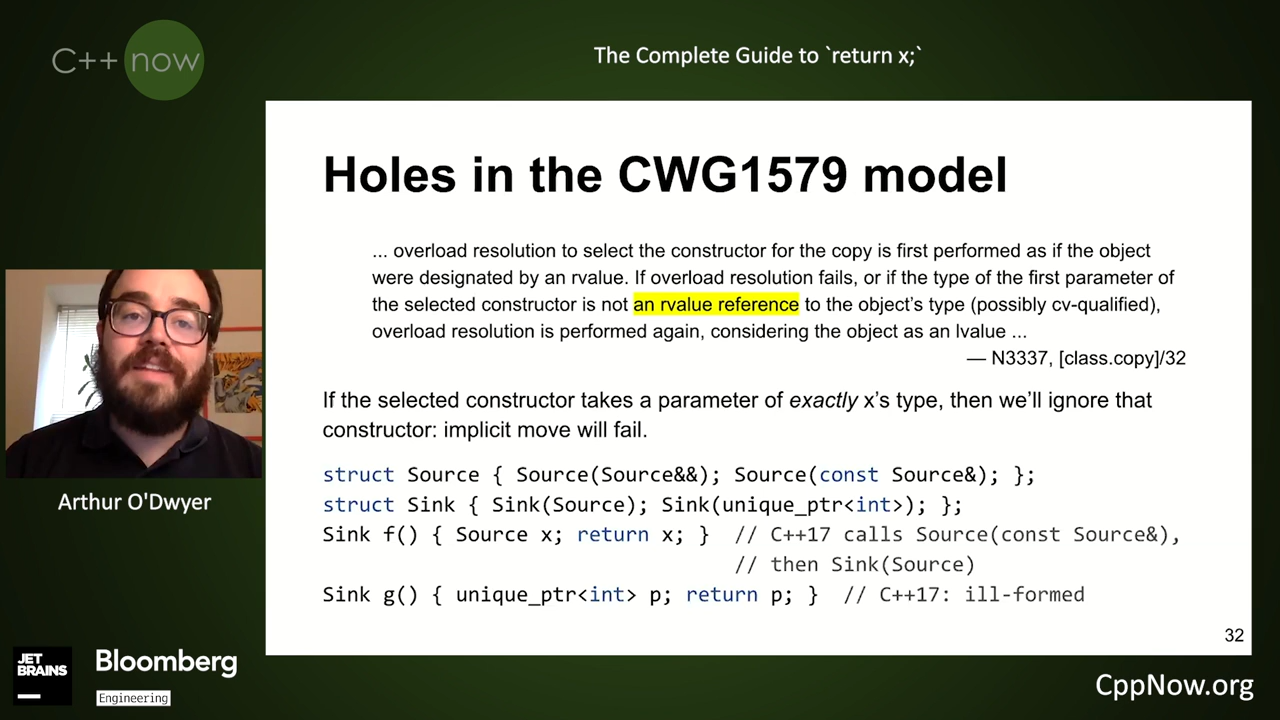 C++ now
The Complete Guide to `return x;`
Holes in the CWG1579 model
... overload resolution to select the constructor for the copy is first performed as if the object
were designated by an rvalue. If overload resolution fails, or if the type of the first parameter of
the selected constructor is not an rvalue reference to the object's type (possibly cv-qualified),
overload resolution is performed again, considering the object as an lvalue ...
— N3337, [class.copy]/32
If the selected constructor takes a parameter of exactly x's type, then we'll ignore that
constructor: implicit move will fail.
struct Source { Source(Source&&); Source(const Source&); };
struct Sink { Sink(Source); Sink(unique_ptr<int>); };
Sink f() { Source x; return x; } // C++17 calls Source(const Source&),
// then Sink(Source)
Sink g() { unique_ptr<int> p; return p; } // C++17: ill-formed
32
Arthur O'Dwyer
JET
BRAINS
Bloomberg
Engineering
CppNow.org